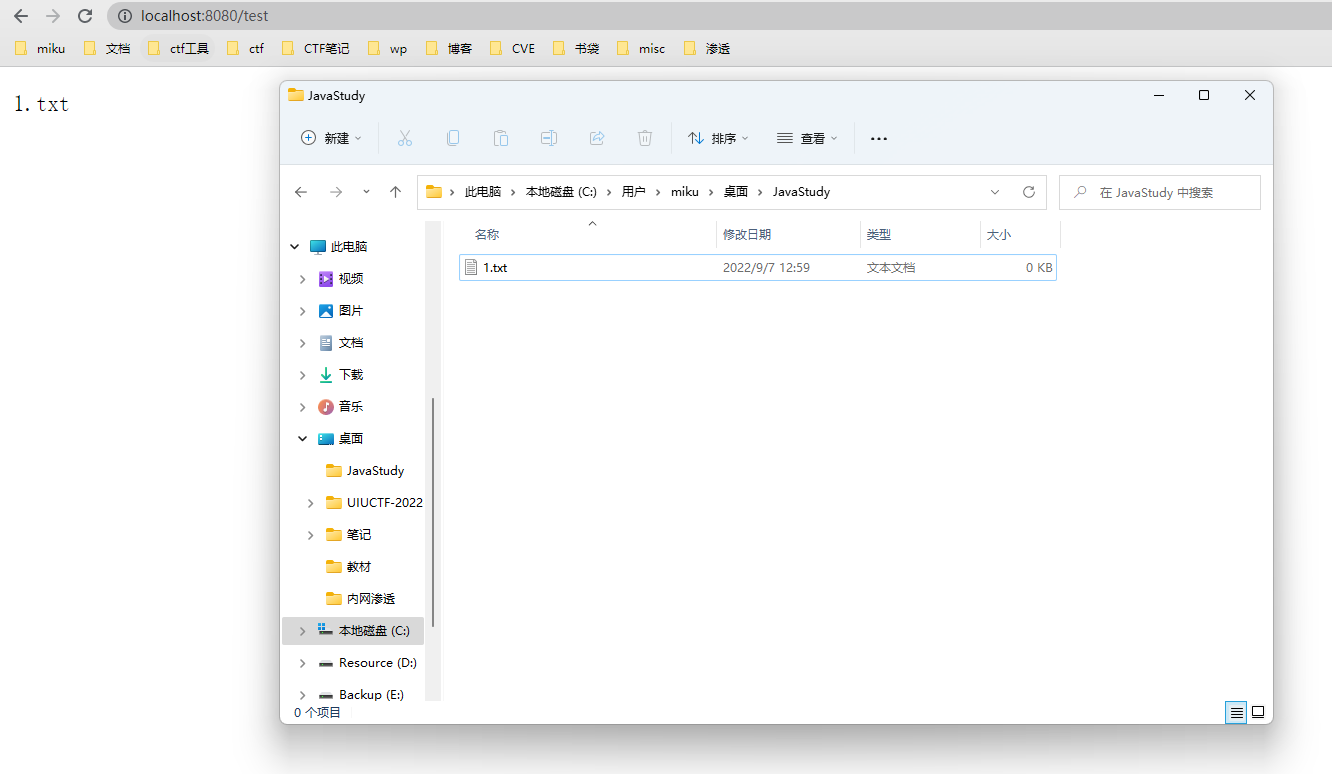 localhost:8080/test
miku 文档 ctf工具 ctf CTF笔记 wp 博客 CVE 书袋 misc 渗透
1.txt
JavaStudy
新建 排序 查看
此电脑 本地磁盘 (C:) 用户 miku 桌面 JavaStudy
在 JavaStudy 中搜索
名称 修改日期 类型 大小
1.txt 2022/9/7 12:59 文本文档 0 KB
此电脑
视频
图片
文档
下载
音乐
桌面
JavaStudy
UIUCTF-2022
笔记
教材
内网渗透
本地磁盘 (C:)
Resource (D:)
Backup (E:)
0 个项目